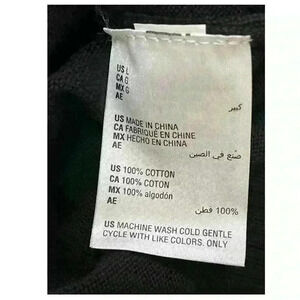 US L
CA G
MX G
AE كبير
US MADE IN CHINA
CA FABRIQUÉ EN CHINE
MX HECHO EN CHINA
AE صنع في الصين
US 100% COTTON
CA 100% COTON
MX 100% algodón
AE 100% قطن
US MACHINE WASH COLD GENTLE
CYCLE WITH LIKE COLORS. ONLY